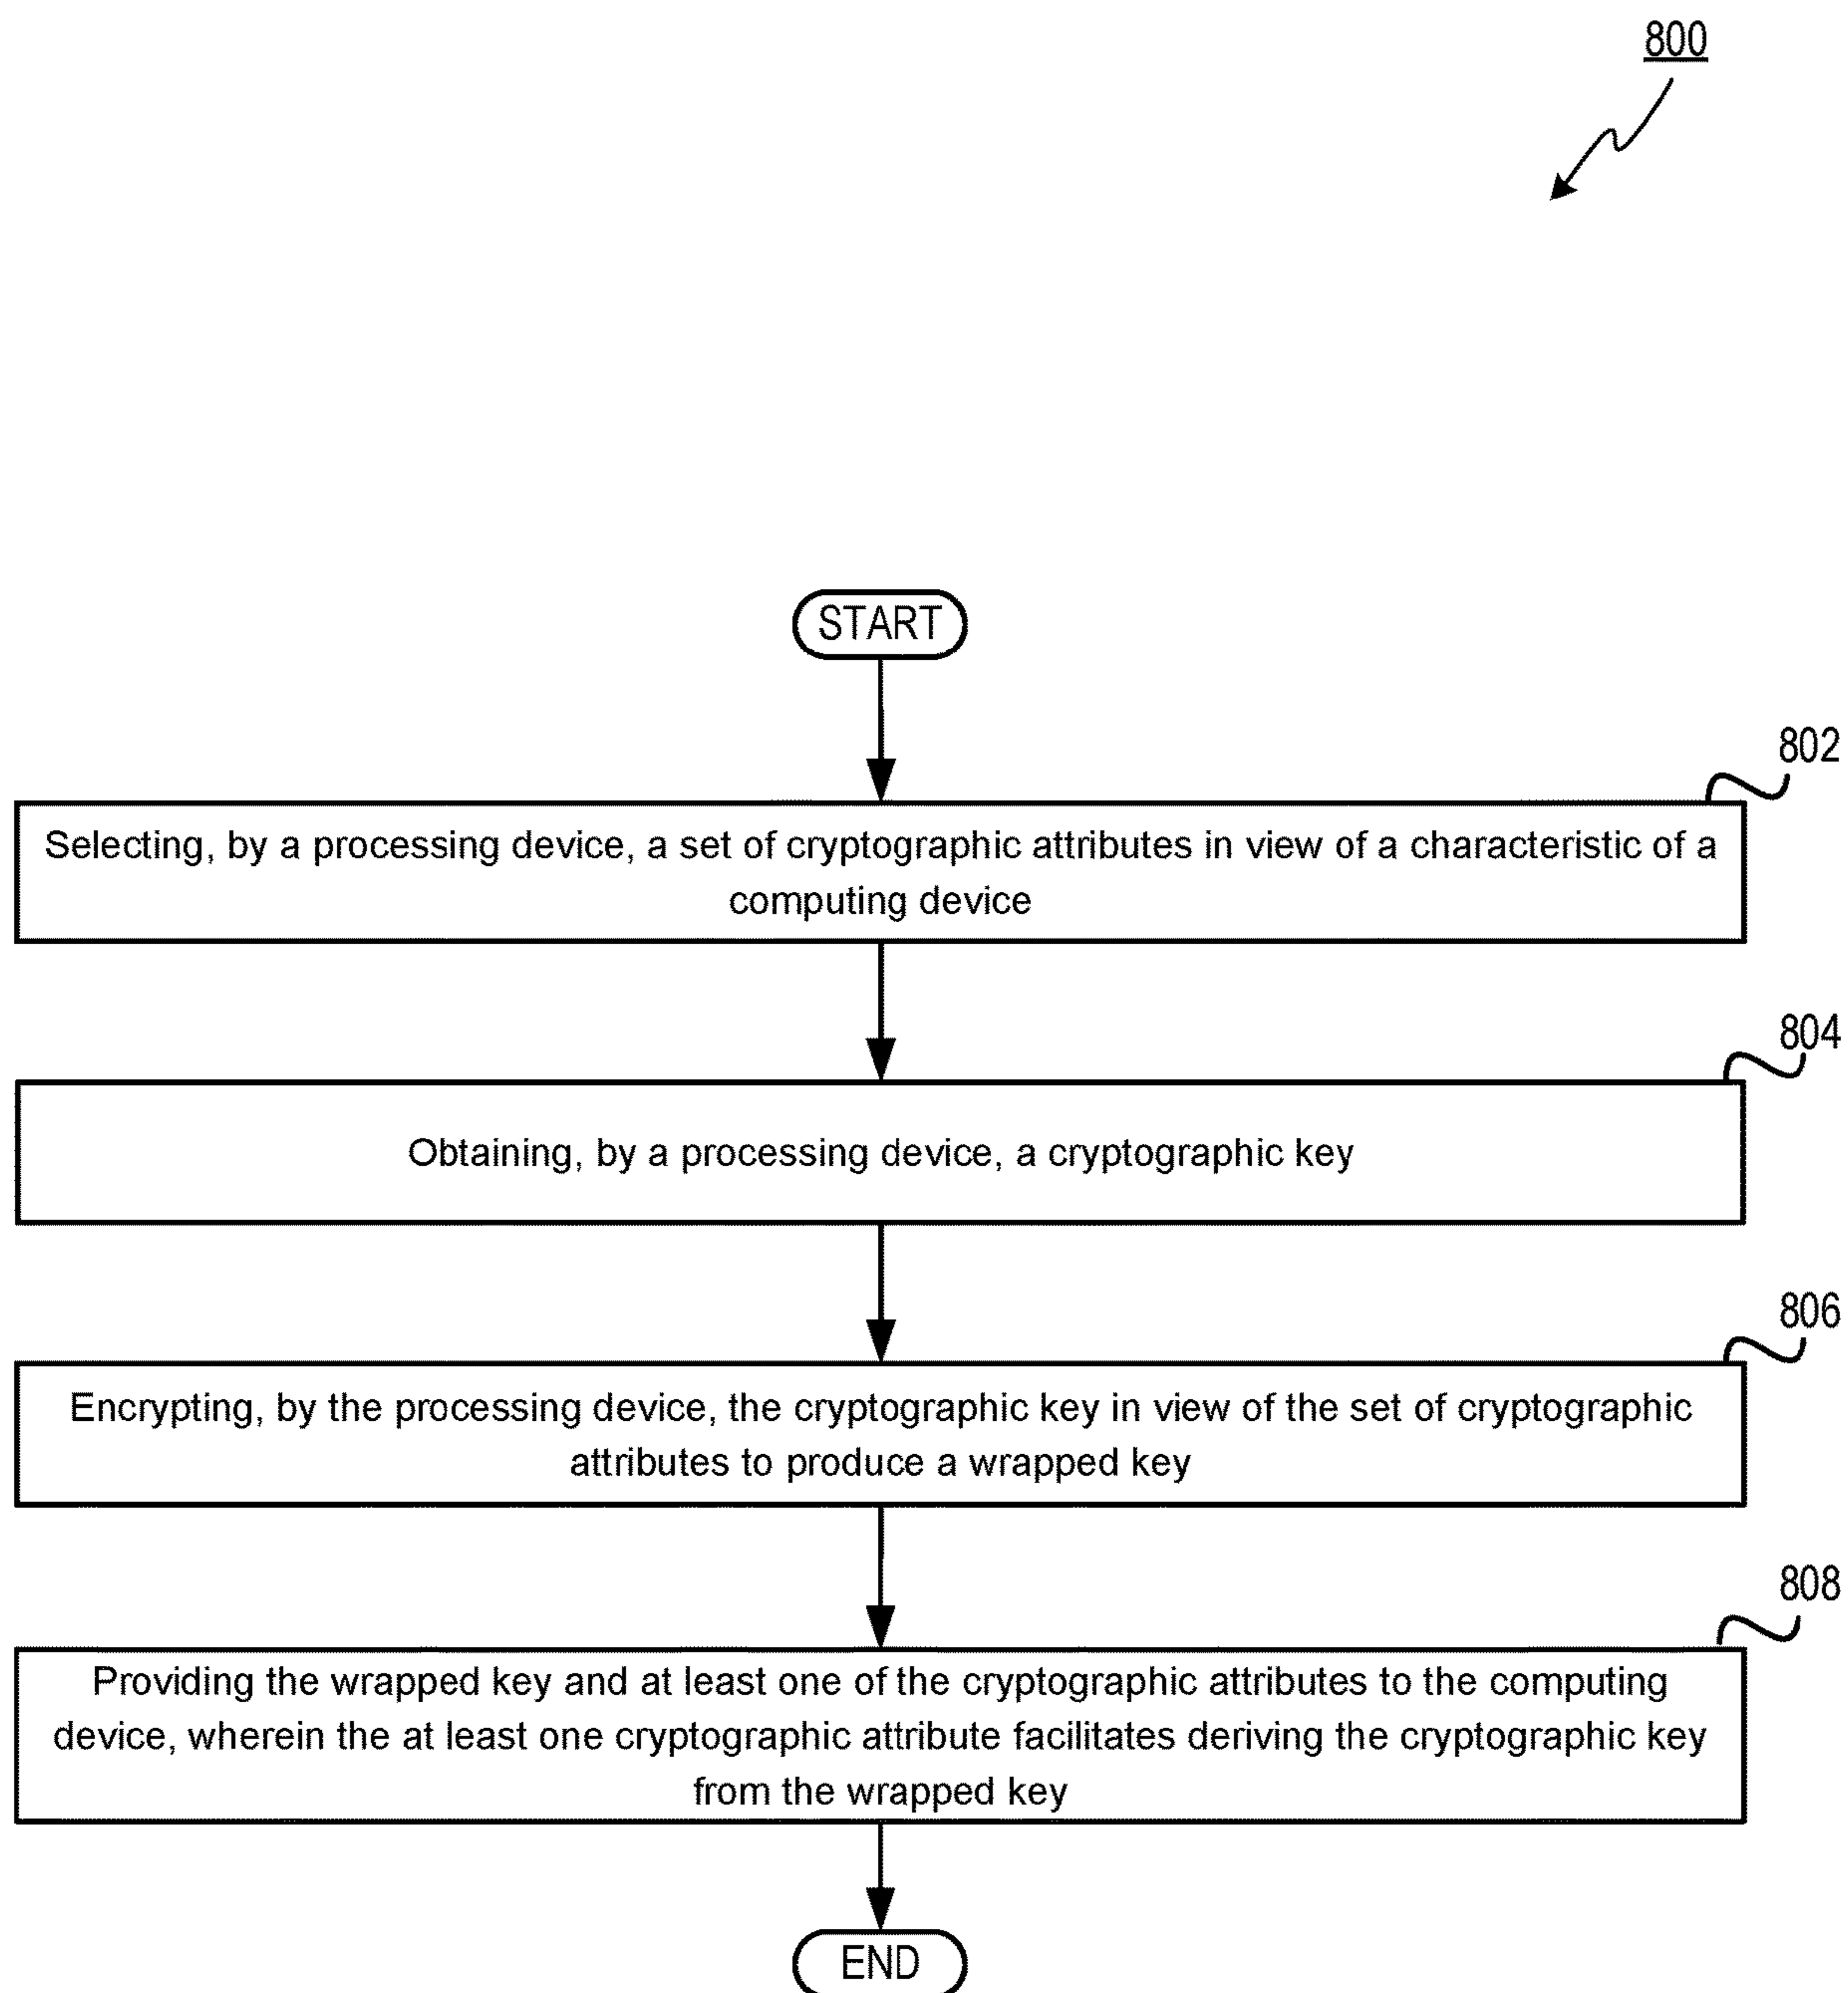 800
START
802
Selecting, by a processing device, a set of cryptographic attributes in view of a characteristic of a
computing device
804
Obtaining, by a processing device, a cryptographic key
806
Encrypting, by the processing device, the cryptographic key in view of the set of cryptographic
attributes to produce a wrapped key
808
Providing the wrapped key and at least one of the cryptographic attributes to the computing
device, wherein the at least one cryptographic attribute facilitates deriving the cryptographic key
from the wrapped key
END